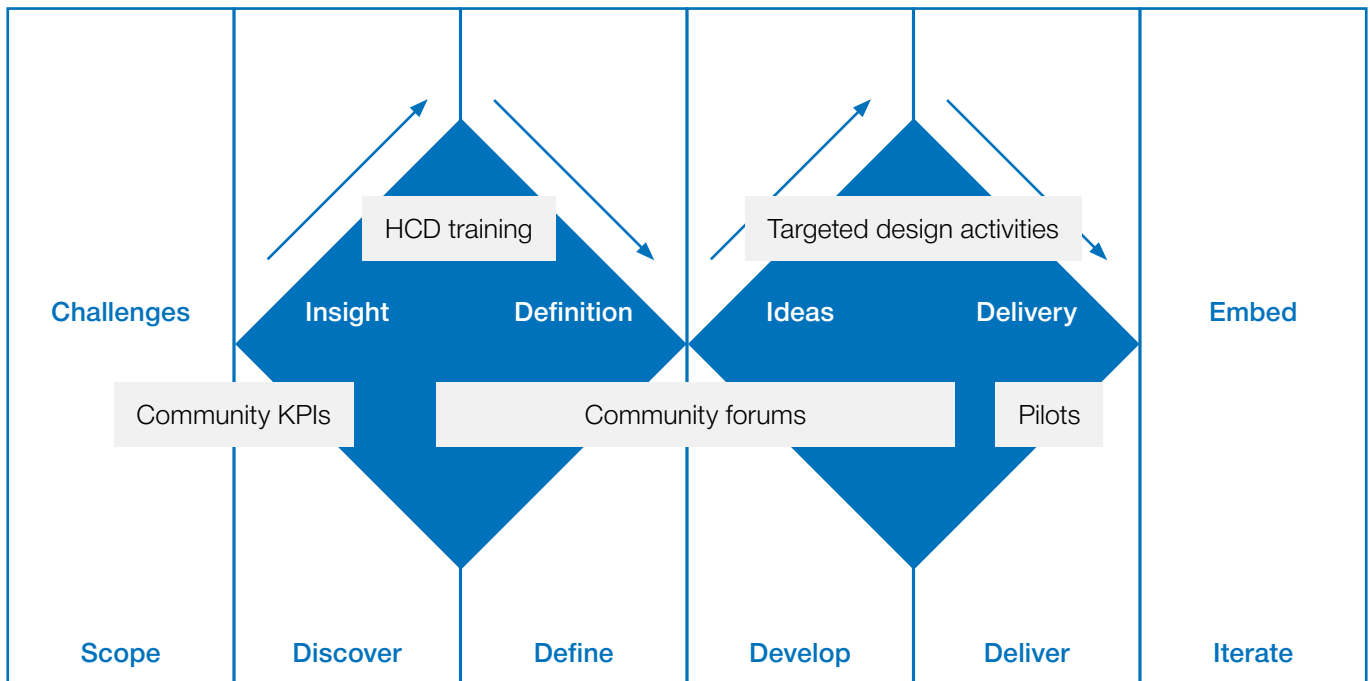 HCD training
Targeted design activities
Challenges
Insight
Definition
Ideas
Delivery
Embed
Community KPIs
Community forums
Pilots
Scope
Discover
Define
Develop
Deliver
Iterate